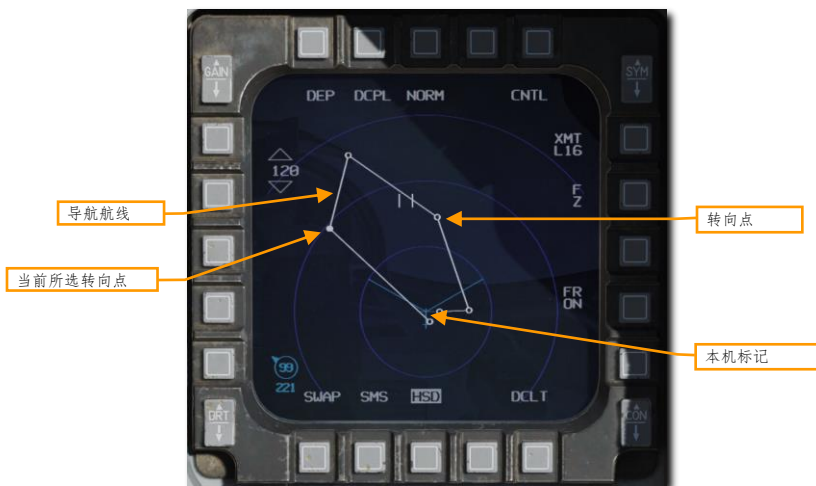 GAIN
SYM
DEP DCPL NORM CNTL
XMT
L16
120
F
Z
导航航线
转向点
当前所选转向点
FR
ON
本机标记
99
221
SWAP SMS HSD DCLT
BRT
CON